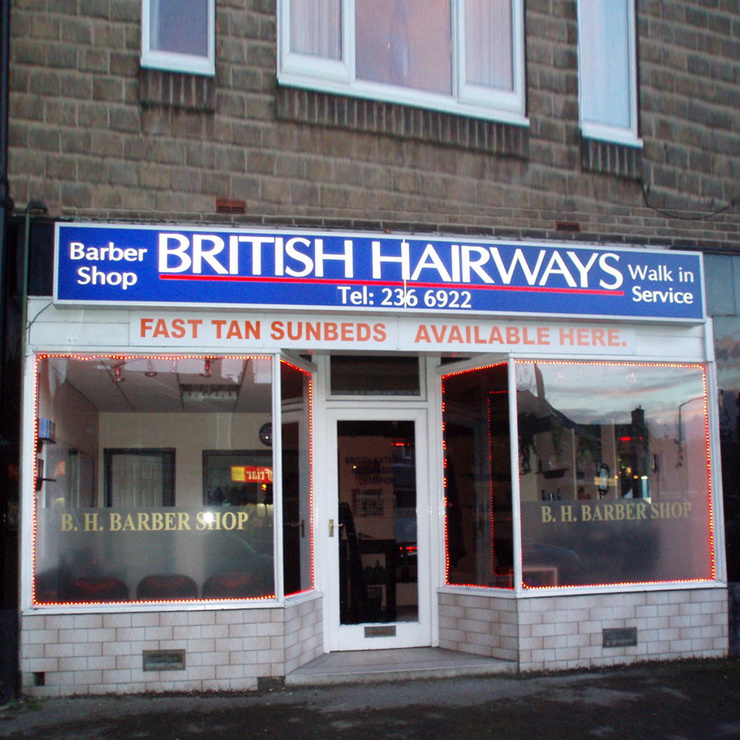 Barber
Shop
BRITISH HAIRWAYS
Tel: 236 6922
Walk in
Service
FAST TAN SUNBEDS AVAILABLE HERE.
B. H. BARBER SHOP
B. H. BARBER SHOP